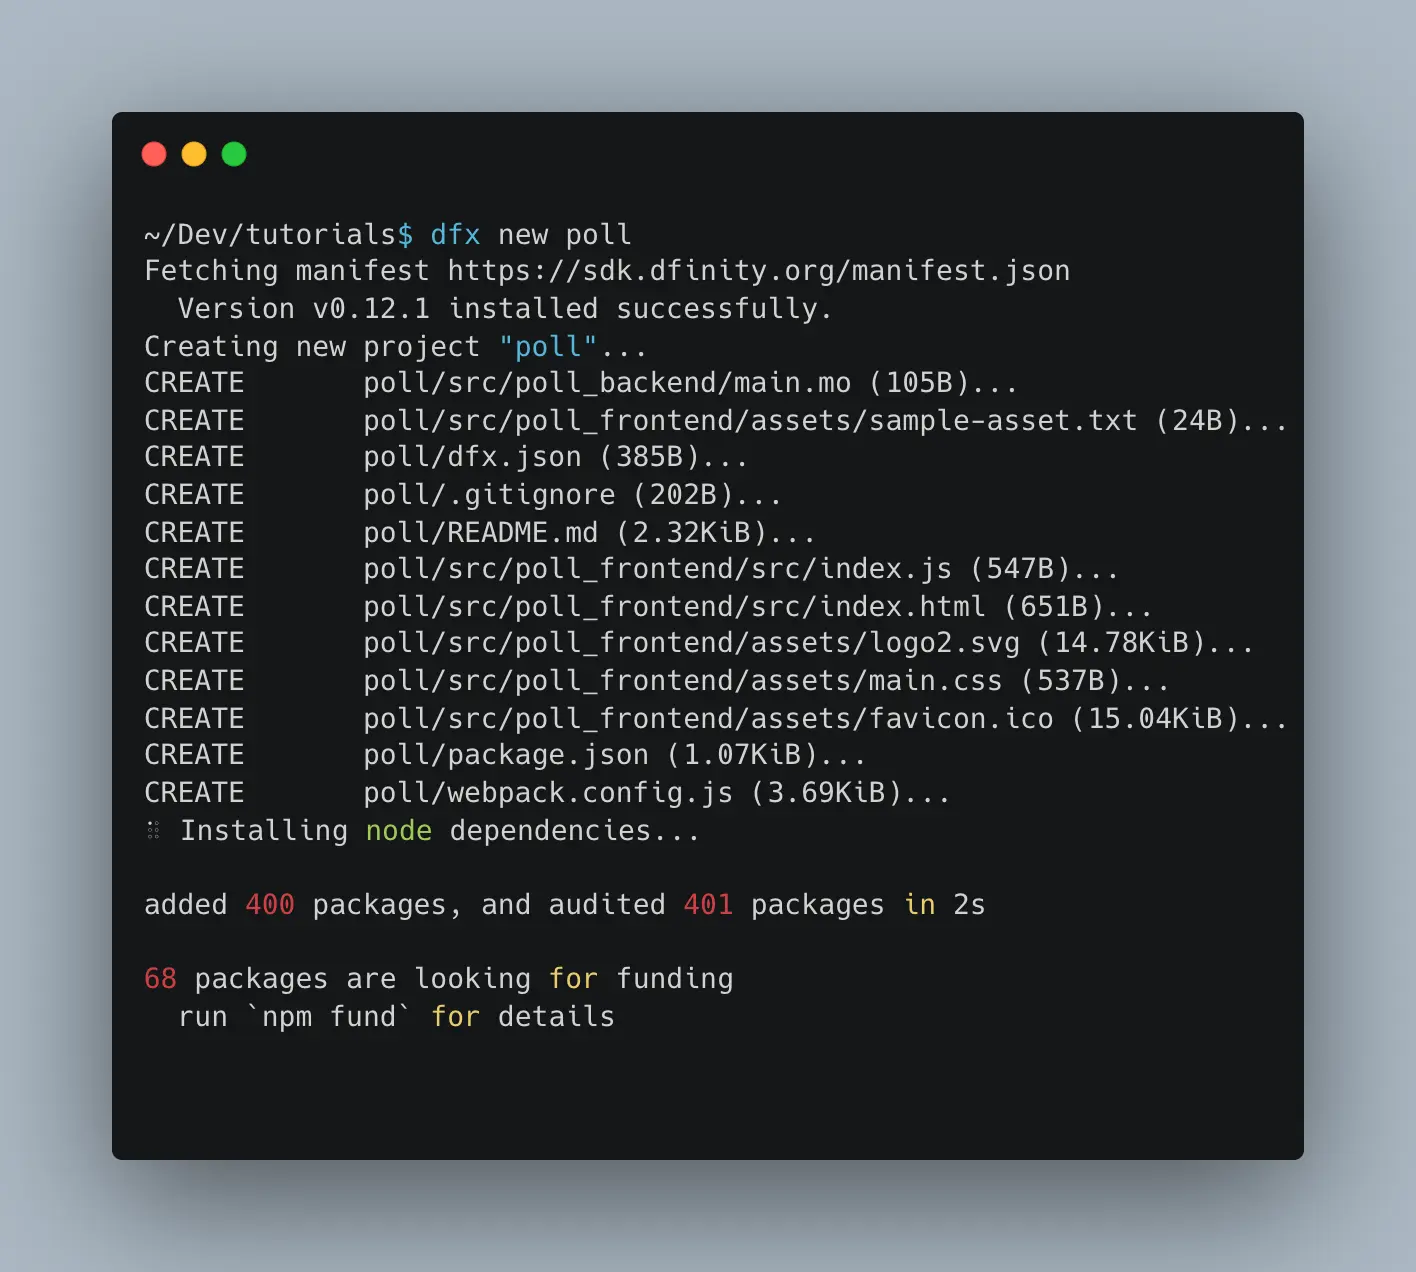 ~/Dev/tutorials$ dfx new poll
Fetching manifest https://sdk.dfinity.org/manifest.json
  Version v0.12.1 installed successfully.
Creating new project "poll"...
CREATE       poll/src/poll_backend/main.mo (105B)...
CREATE       poll/src/poll_frontend/assets/sample-asset.txt (24B)...
CREATE       poll/dfx.json (385B)...
CREATE       poll/.gitignore (202B)...
CREATE       poll/README.md (2.32KiB)...
CREATE       poll/src/poll_frontend/src/index.js (547B)...
CREATE       poll/src/poll_frontend/src/index.html (651B)...
CREATE       poll/src/poll_frontend/assets/logo2.svg (14.78KiB)...
CREATE       poll/src/poll_frontend/assets/main.css (537B)...
CREATE       poll/src/poll_frontend/assets/favicon.ico (15.04KiB)...
CREATE       poll/package.json (1.07KiB)...
CREATE       poll/webpack.config.js (3.69KiB)...
⠁ Installing node dependencies...
added 400 packages, and audited 401 packages in 2s
68 packages are looking for funding
  run `npm fund` for details